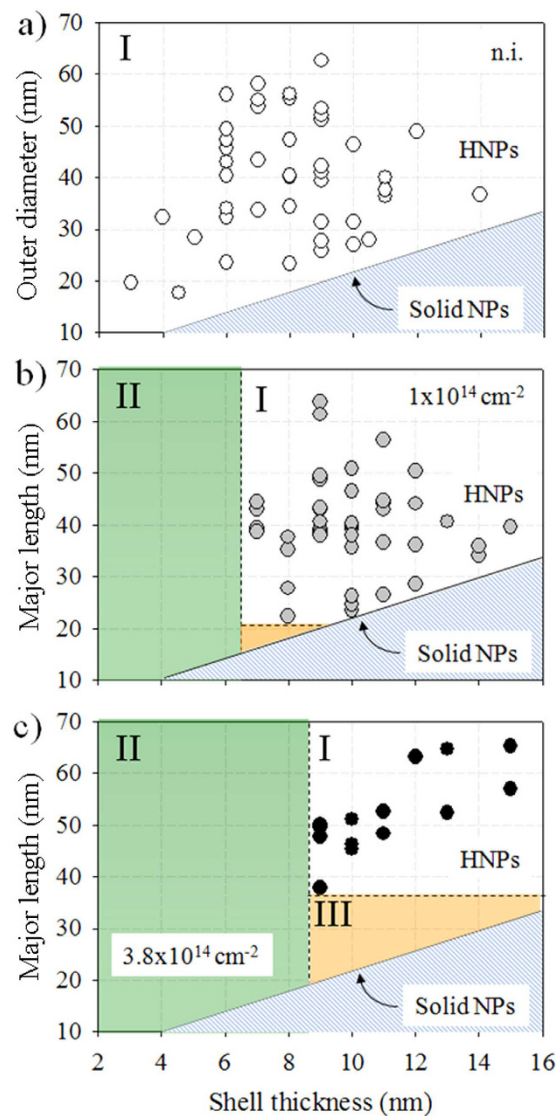 a)
I
n.i.
Outer diameter (nm)
70
60
50
40
30
20
10
HNPs
Solid NPs
b)
II
I
1x10¹⁴ cm⁻²
Major length (nm)
70
60
50
40
30
20
10
HNPs
Solid NPs
c)
II
I
Major length (nm)
70
60
50
40
30
20
10
HNPs
III
3.8x10¹⁴ cm⁻²
Solid NPs
2 4 6 8 10 12 14 16
Shell thickness (nm)